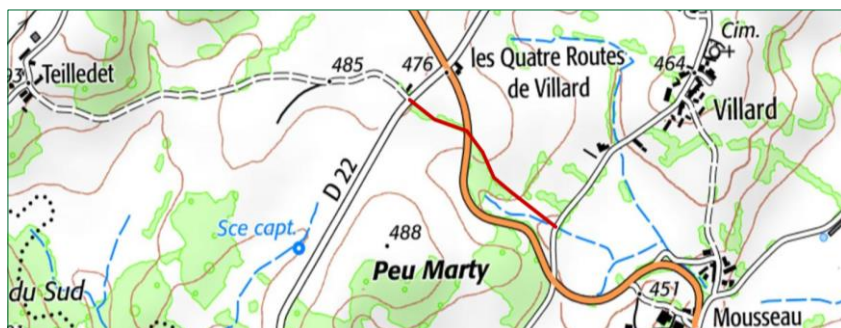 Cim.
476
485
les Quatre Routes
de Villard
464
93
Teilledet
Villard
D 22
Sce capt.
488
Peu Marty
du Sud
451
Mousseau